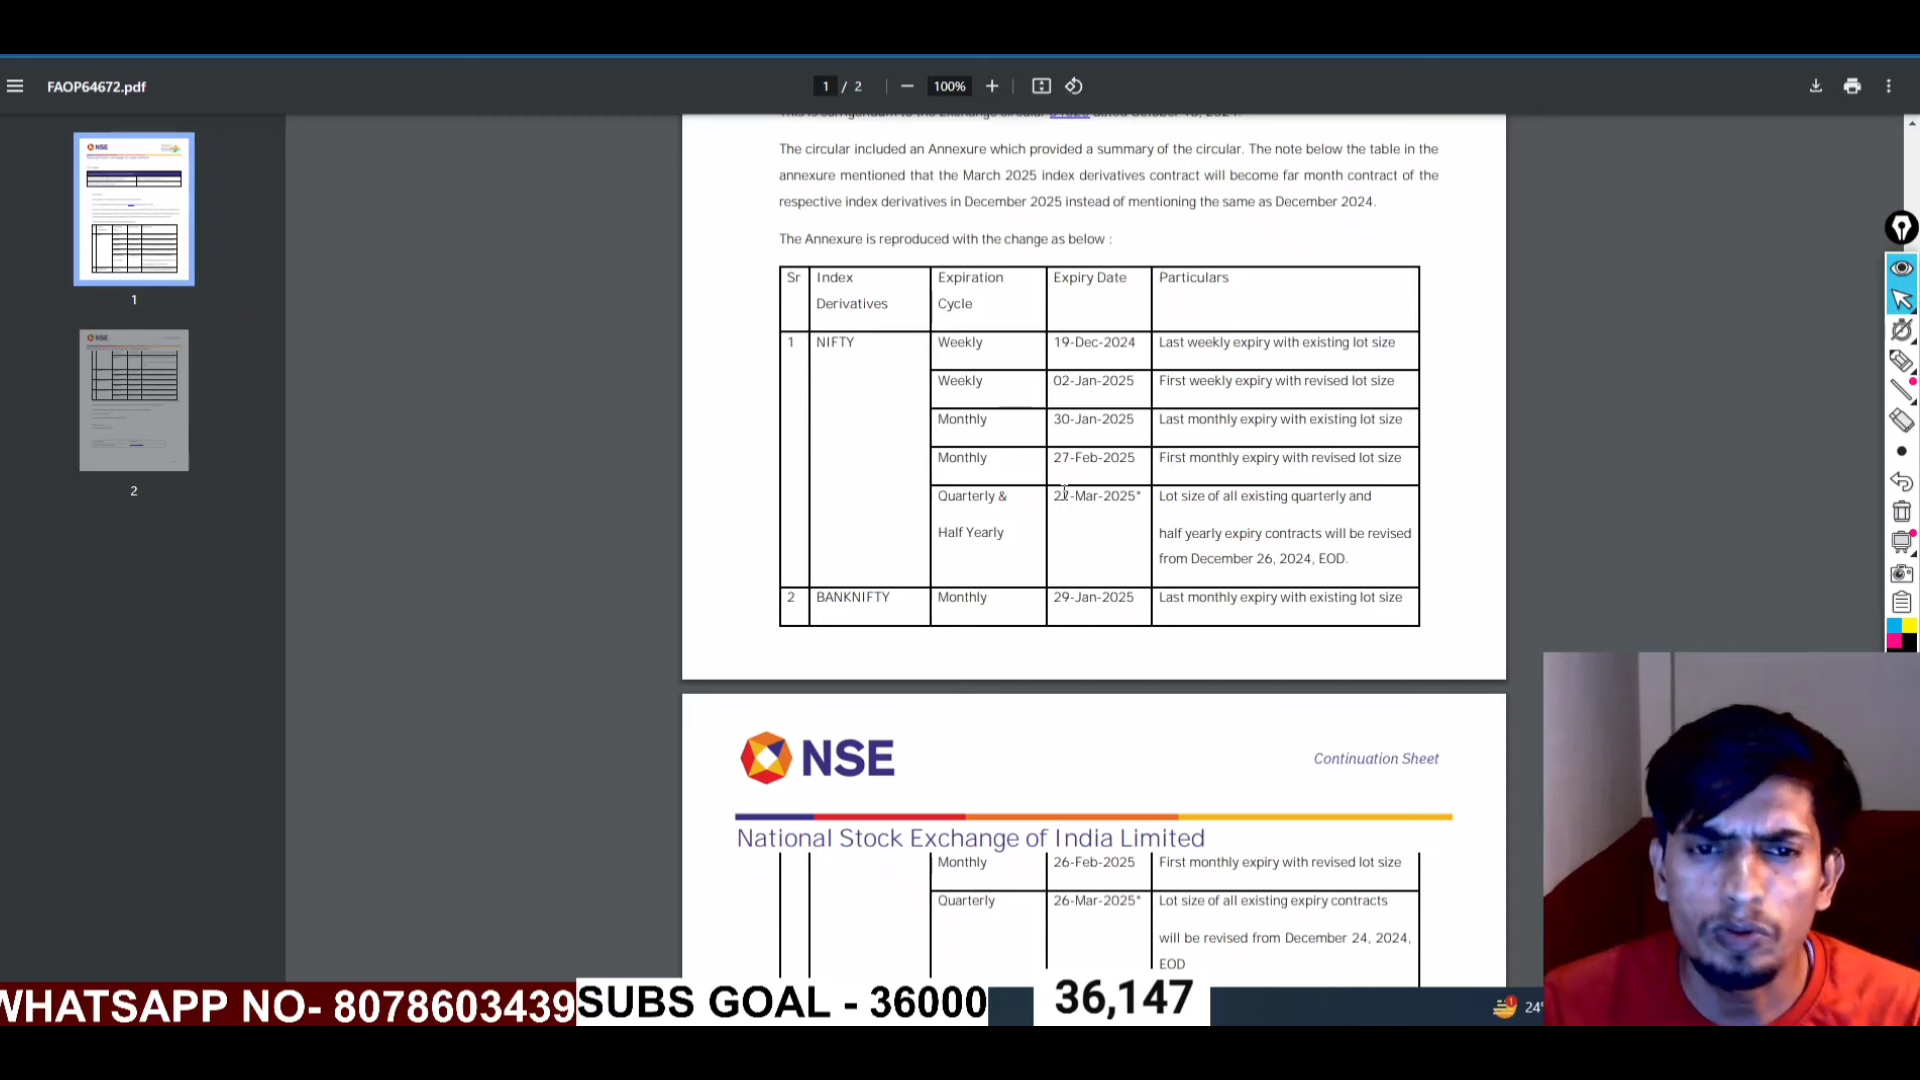 FAOP64672.pdf
1 / 2
100%
The circular included an Annexure which provided a summary of the circular. The note below the table in the
annexure mentioned that the March 2025 index derivatives contract will become far month contract of the
respective index derivatives in December 2025 instead of mentioning the same as December 2024.
The Annexure is reproduced with the change as below :
Sr Index Derivatives Expiration Cycle Expiry Date Particulars
1 NIFTY Weekly 19-Dec-2024 Last weekly expiry with existing lot size
Weekly 02-Jan-2025 First weekly expiry with revised lot size
Monthly 30-Jan-2025 Last monthly expiry with existing lot size
Monthly 27-Feb-2025 First monthly expiry with revised lot size
Quarterly & -Mar-2025* Lot size of all existing quarterly and
Half Yearly half yearly expiry contracts will be revised
from December 26, 2024, EOD.
2 BANKNIFTY Monthly 29-Jan-2025 Last monthly expiry with existing lot size
NSE
Continuation Sheet
National Stock Exchange of India Limited
Monthly 26-Feb-2025 First monthly expiry with revised lot size
Quarterly 26-Mar-2025* Lot size of all existing expiry contracts
will be revised from December 24, 2024,
EOD
NSE
1
NSE
2
WHATSAPP NO- 8078603439
SUBS GOAL - 36000
36,147
1
24°